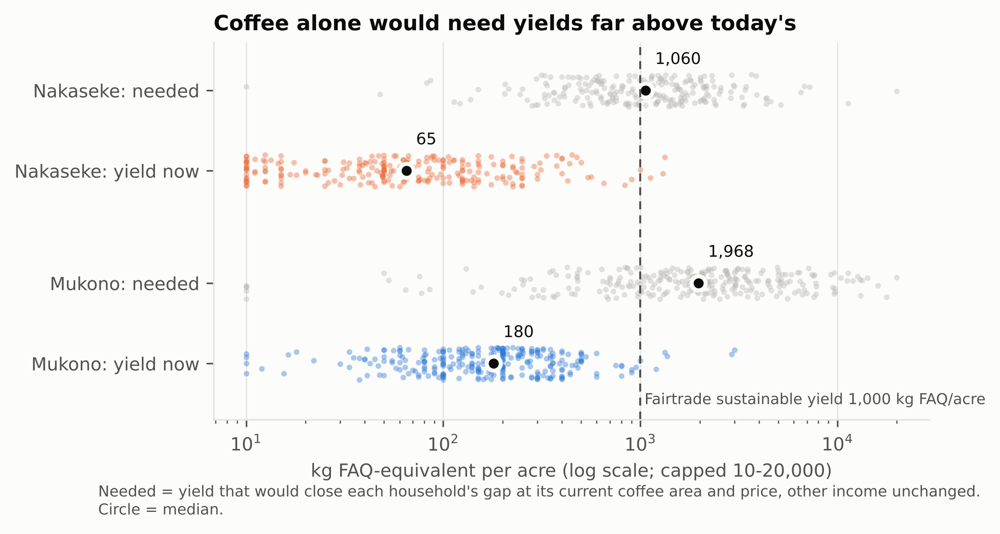 Coffee alone would need yields far above today's
1,060
Nakaseke: needed
65
Nakaseke: yield now
1,968
Mukono: needed
180
Mukono: yield now
Fairtrade sustainable yield 1,000 kg FAQ/acre
10¹ 10² 10³ 10⁴
kg FAQ-equivalent per acre (log scale; capped 10-20,000)
Needed = yield that would close each household's gap at its current coffee area and price, other income unchanged.
Circle = median.